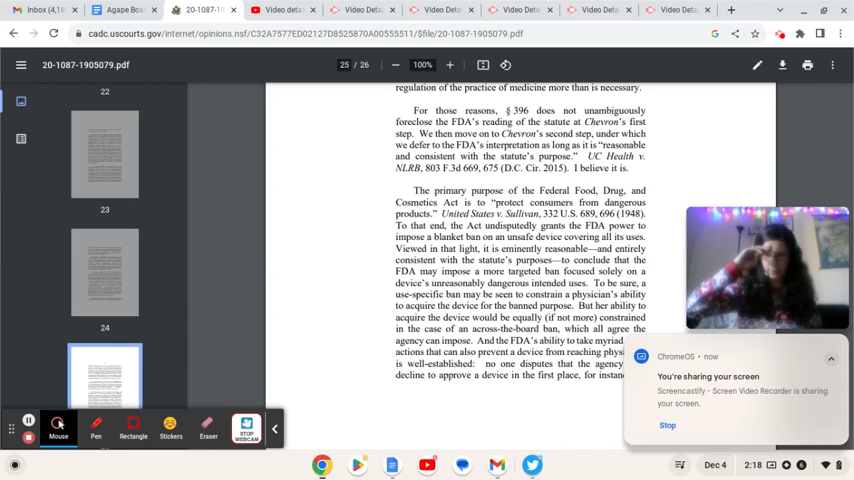 Inbox (4,18
Agape Boar
20-1087-19
Video detai
Video Detai
Video Detai
Video Detai
Video Detai
Video Detai
cadc.uscourts.gov/internet/opinions.nsf/C32A7577ED02127D8525870A00555511/$file/20-1087-1905079.pdf
20-1087-1905079.pdf
25 / 26
100%
22
23
24
regulation of the practice of medicine more than is necessary.
For those reasons, § 396 does not unambiguously
foreclose the FDA's reading of the statute at Chevron's first
step. We then move on to Chevron's second step, under which
we defer to the FDA's interpretation as long as it is "reasonable
and consistent with the statute's purpose." UC Health v.
NLRB, 803 F.3d 669, 675 (D.C. Cir. 2015). I believe it is.
The primary purpose of the Federal Food, Drug, and
Cosmetics Act is to "protect consumers from dangerous
products." United States v. Sullivan, 332 U.S. 689, 696 (1948).
To that end, the Act undisputedly grants the FDA power to
impose a blanket ban on an unsafe device covering all its uses.
Viewed in that light, it is eminently reasonable—and entirely
consistent with the statute's purposes—to conclude that the
FDA may impose a more targeted ban focused solely on a
device's unreasonably dangerous intended uses. To be sure, a
use-specific ban may be seen to constrain a physician's ability
to acquire the device for the banned purpose. But her ability to
acquire the device would be equally (if not more) constrained
in the case of an across-the-board ban, which all agree the
agency can impose. And the FDA's ability to take myriad
actions that can also prevent a device from reaching physi
is well-established: no one disputes that the agency
decline to approve a device in the first place, for instan
ChromeOS • now
You're sharing your screen
Screencastify - Screen Video Recorder is sharing
your screen.
Stop
Mouse
Pen
Rectangle
Stickers
Eraser
STOP
WEBCAM
Dec 4
2:18
6